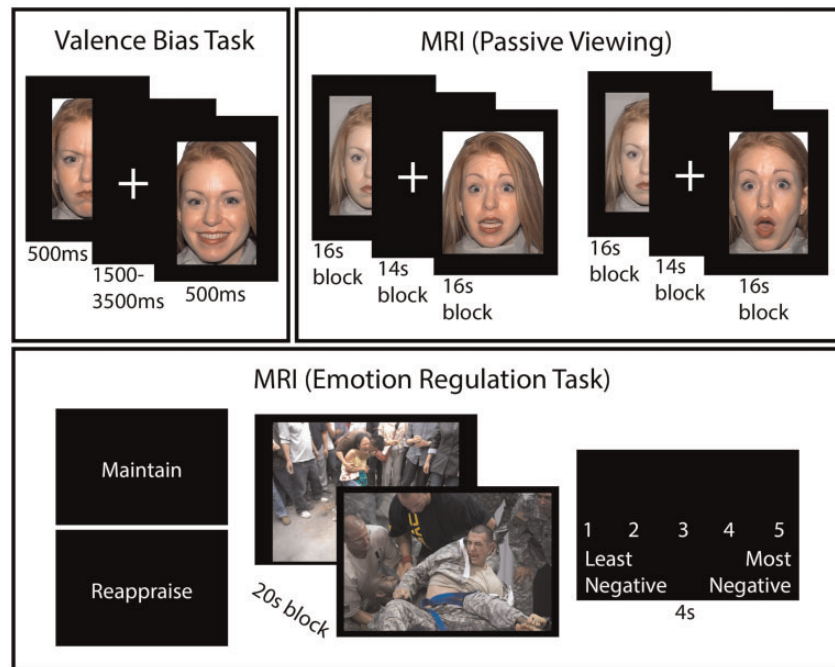 Valence Bias Task
+
500ms
1500-
3500ms
500ms
MRI (Passive Viewing)
+
16s
block
14s
block
16s
block
+
16s
block
14s
block
16s
block
MRI (Emotion Regulation Task)
Maintain
Reappraise
20s block
1 2 3 4 5
Least Most
Negative Negative
4s